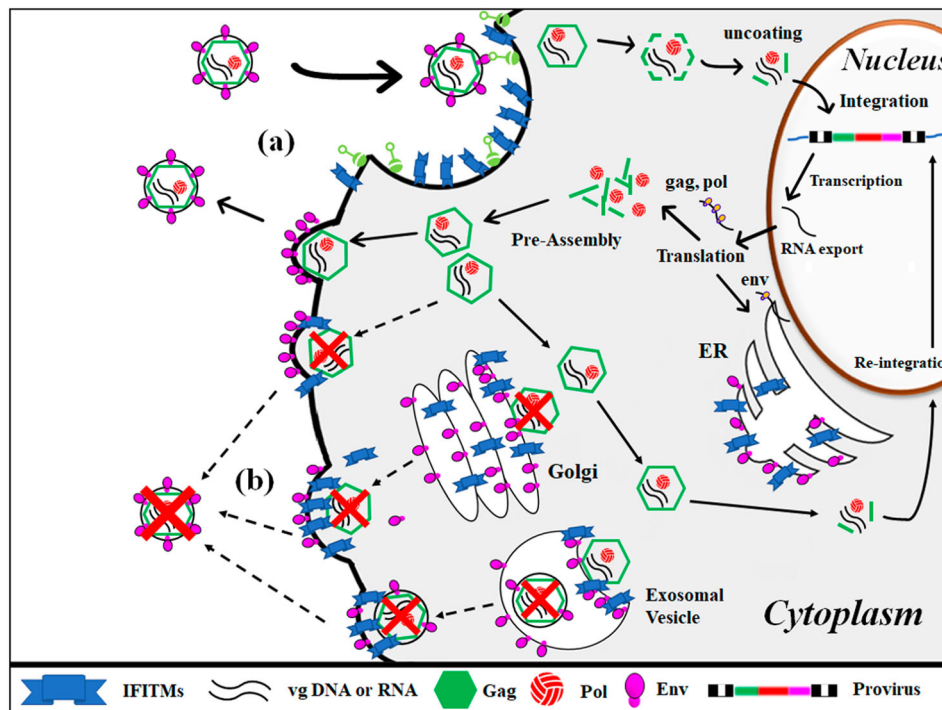 uncoating
Nucleus
Integration
(a)
Transcription
gag, pol
RNA export
Pre-Assembly
Translation
env
ER
Re-integration
Golgi
(b)
Exosomal
Vesicle
Cytoplasm
IFITMs
vg DNA or RNA
Gag
Pol
Env
Provirus